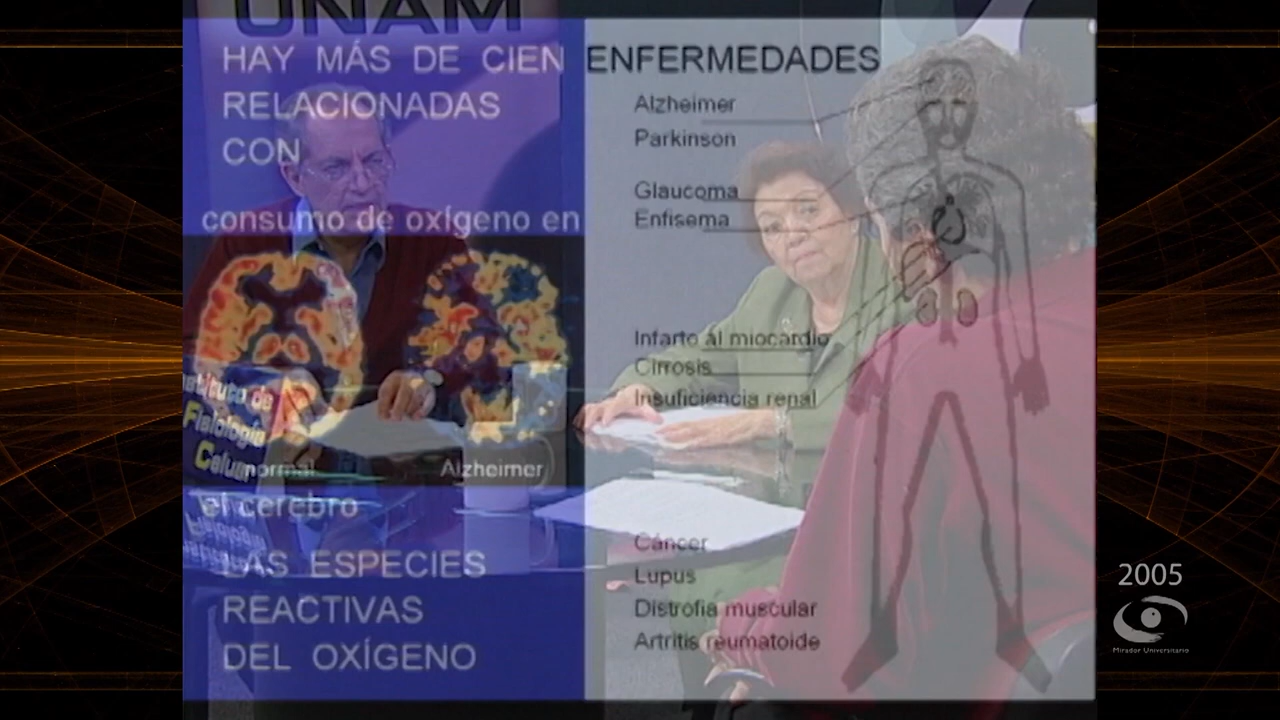 UNAM
HAY MÁS DE CIEN ENFERMEDADES
RELACIONADAS
CON
consumo de oxígeno en
normal
Alzheimer
el cerebro
LAS ESPECIES
REACTIVAS
DEL OXÍGENO
Alzheimer
Parkinson
Glaucoma
Enfisema
Infarto al miocardio
Cirrosis
Insuficiencia renal
Cáncer
Lupus
Distrofia muscular
Artritis reumatoide
Instituto de
Fisiología
Celular
2005
Mirador Universitario